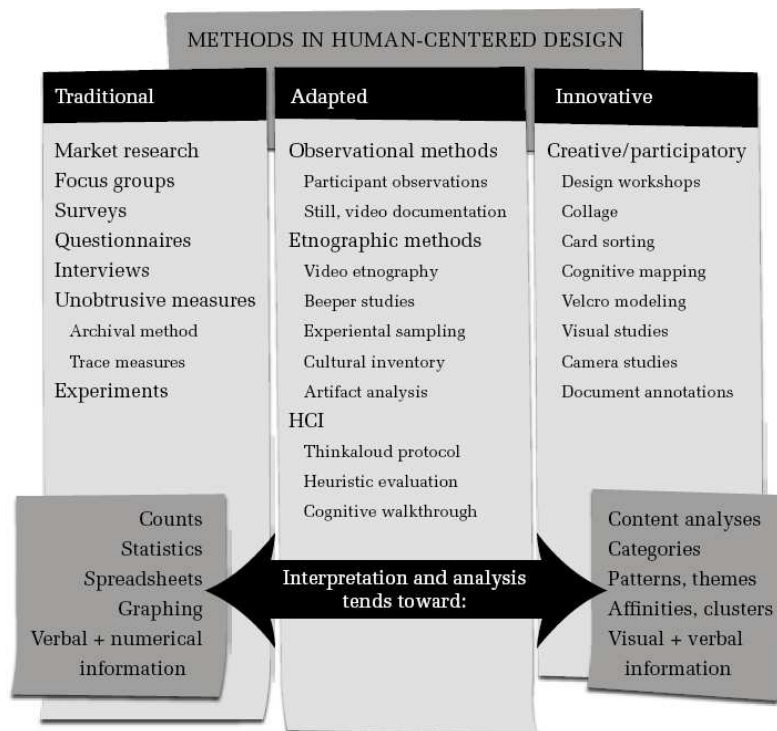 METHODS IN HUMAN-CENTERED DESIGN
Traditional
Market research
Focus groups
Surveys
Questionnaires
Interviews
Unobtrusive measures
Archival method
Trace measures
Experiments
Adapted
Observational methods
Participant observations
Still, video documentation
Etnographic methods
Video etnography
Beeper studies
Experiental sampling
Cultural inventory
Artifact analysis
HCI
Thinkaloud protocol
Heuristic evaluation
Cognitive walkthrough
Innovative
Creative/participatory
Design workshops
Collage
Card sorting
Cognitive mapping
Velcro modeling
Visual studies
Camera studies
Document annotations
Interpretation and analysis
tends toward:
Counts
Statistics
Spreadsheets
Graphing
Verbal + numerical
information
Content analyses
Categories
Patterns, themes
Affinities, clusters
Visual + verbal
information